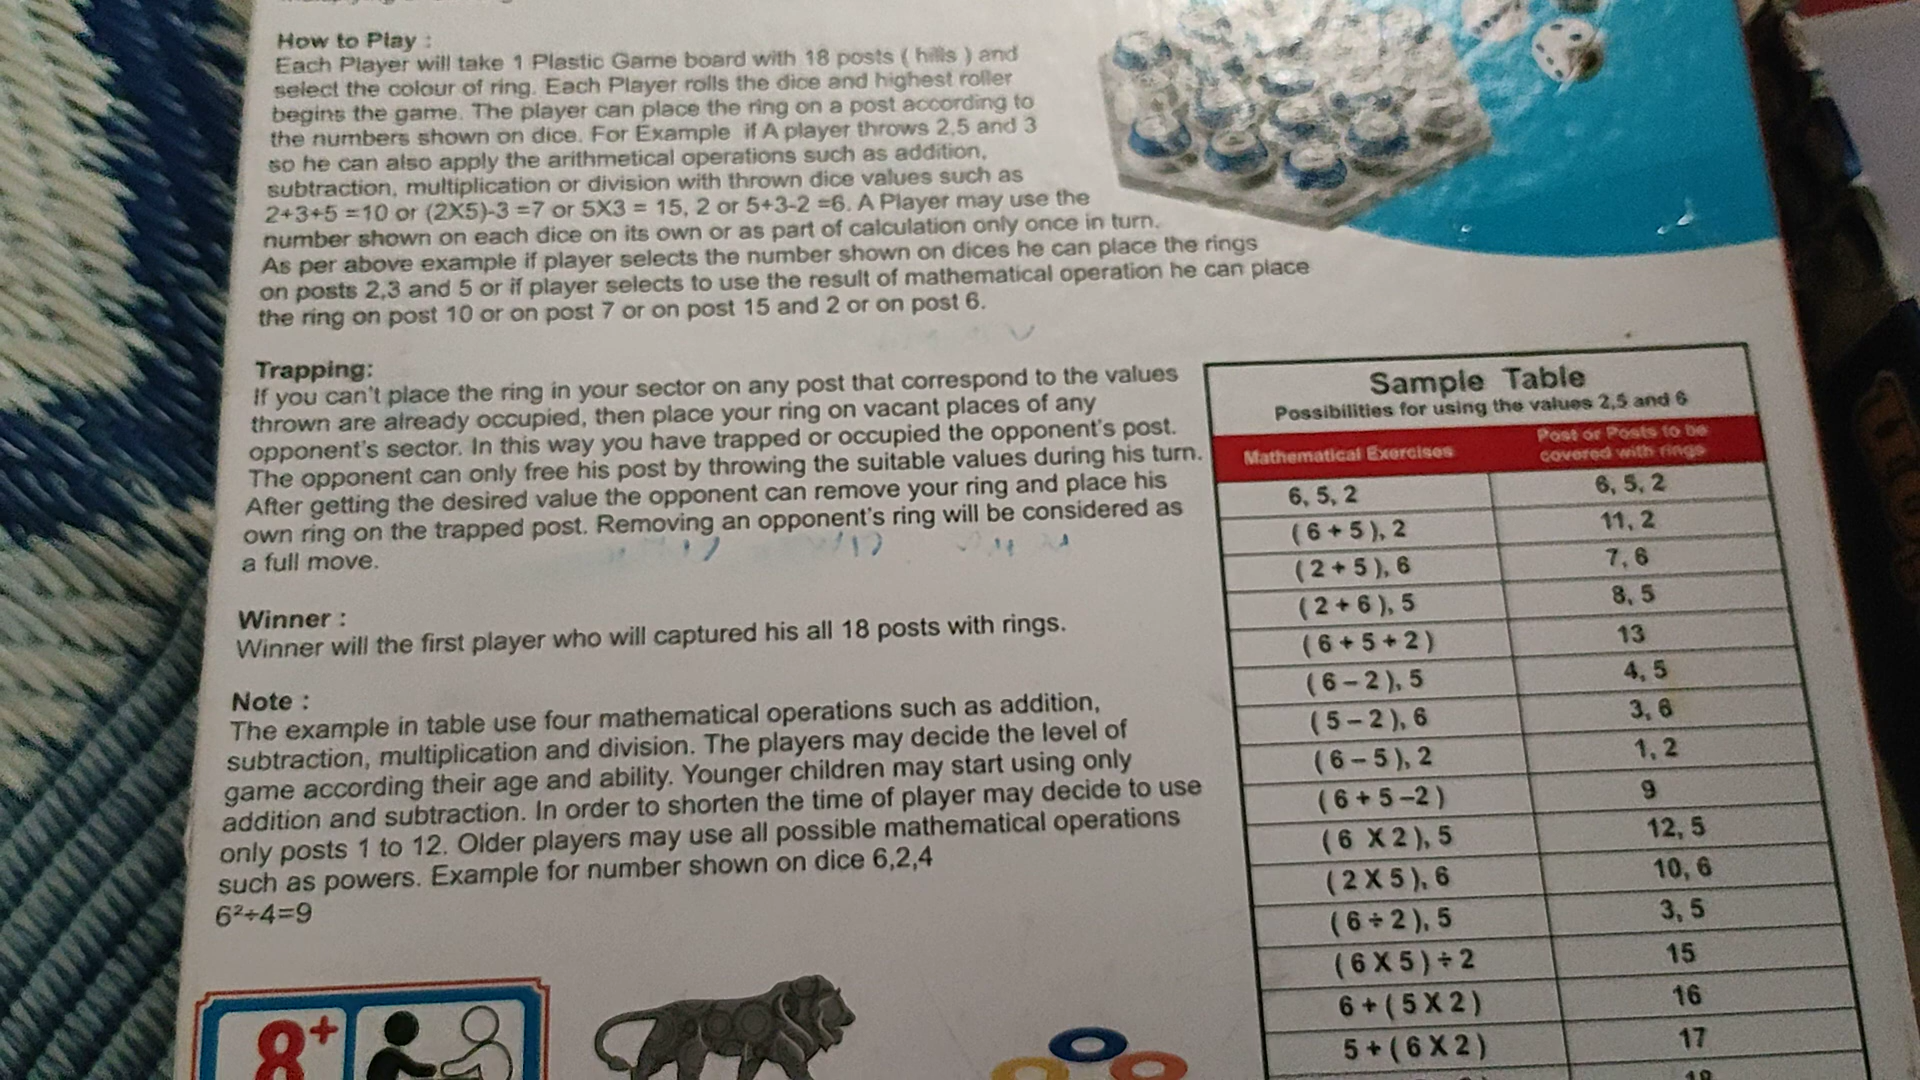 How to Play :
Each Player will take 1 Plastic Game board with 18 posts ( hills ) and
select the colour of ring. Each Player rolls the dice and highest roller
begins the game. The player can place the ring on a post according to
the numbers shown on dice. For Example if A player throws 2,5 and 3
so he can also apply the arithmetical operations such as addition,
subtraction, multiplication or division with thrown dice values such as
2+3+5 =10 or (2X5)-3 =7 or 5X3 = 15, 2 or 5+3-2 =6. A Player may use the
number shown on each dice on its own or as part of calculation only once in turn.
As per above example if player selects the number shown on dices he can place the rings
on posts 2,3 and 5 or if player selects to use the result of mathematical operation he can place
the ring on post 10 or on post 7 or on post 15 and 2 or on post 6.
Trapping:
If you can't place the ring in your sector on any post that correspond to the values
thrown are already occupied, then place your ring on vacant places of any
opponent's sector. In this way you have trapped or occupied the opponent's post.
The opponent can only free his post by throwing the suitable values during his turn.
After getting the desired value the opponent can remove your ring and place his
own ring on the trapped post. Removing an opponent's ring will be considered as
a full move.
Winner :
Winner will the first player who will captured his all 18 posts with rings.
Note :
The example in table use four mathematical operations such as addition,
subtraction, multiplication and division. The players may decide the level of
game according their age and ability. Younger children may start using only
addition and subtraction. In order to shorten the time of player may decide to use
only posts 1 to 12. Older players may use all possible mathematical operations
such as powers. Example for number shown on dice 6,2,4
6²÷4=9
8+
Sample Table
Possibilities for using the values 2,5 and 6
Mathematical Exercises Post or Posts to be covered with rings
6, 5, 2 6, 5, 2
( 6 + 5 ), 2 11, 2
( 2 + 5 ), 6 7, 6
( 2 + 6 ), 5 8, 5
( 6 + 5 + 2 ) 13
( 6 – 2 ), 5 4, 5
( 5 – 2 ), 6 3, 6
( 6 – 5 ), 2 1, 2
( 6 + 5 –2 ) 9
( 6 X 2 ), 5 12, 5
( 2 X 5 ), 6 10, 6
( 6 ÷ 2 ), 5 3, 5
( 6 X 5 ) ÷ 2 15
6 + ( 5 X 2 ) 16
5 + ( 6 X 2 ) 17